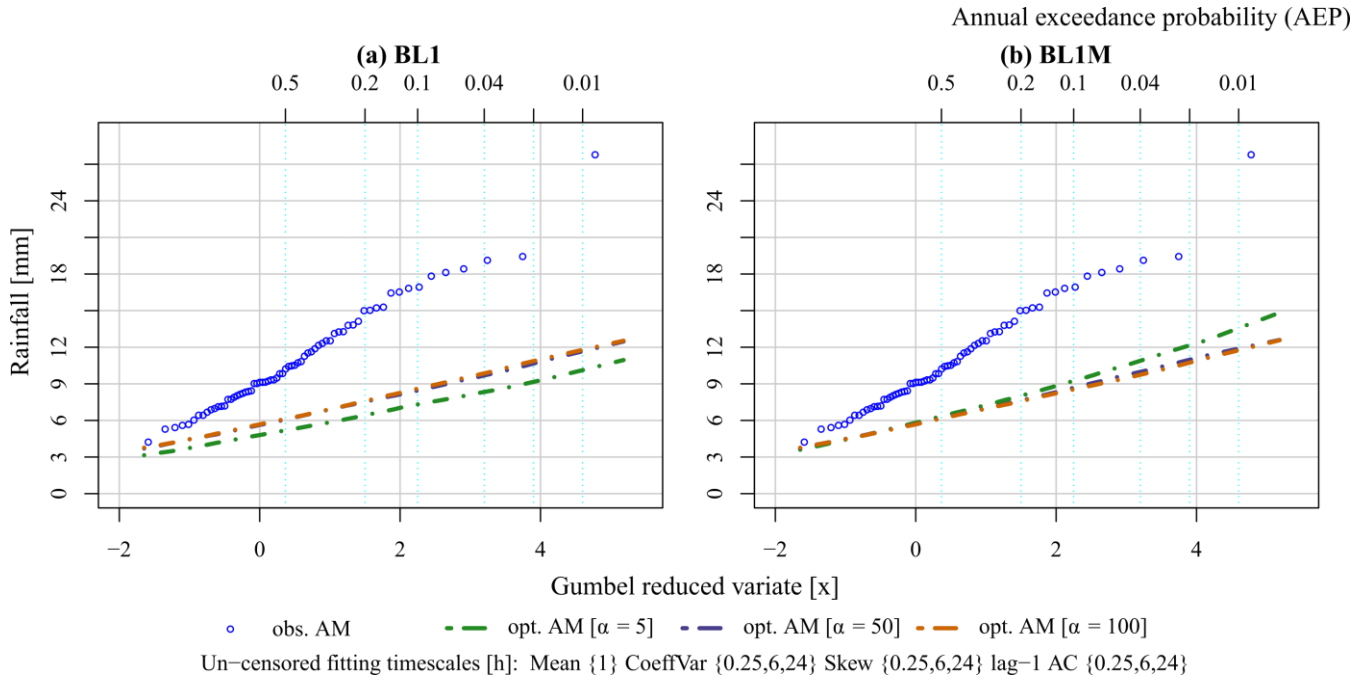 Annual exceedance probability (AEP)
(a) BL1
(b) BL1M
0.5 0.2 0.1 0.04 0.01
0.5 0.2 0.1 0.04 0.01
Rainfall [mm]
24
18
12
9
6
3
0
24
18
12
9
6
3
0
−2 0 2 4
−2 0 2 4
Gumbel reduced variate [x]
obs. AM opt. AM [α = 5] opt. AM [α = 50] opt. AM [α = 100]
Un−censored fitting timescales [h]: Mean {1} CoeffVar {0.25,6,24} Skew {0.25,6,24} lag−1 AC {0.25,6,24}